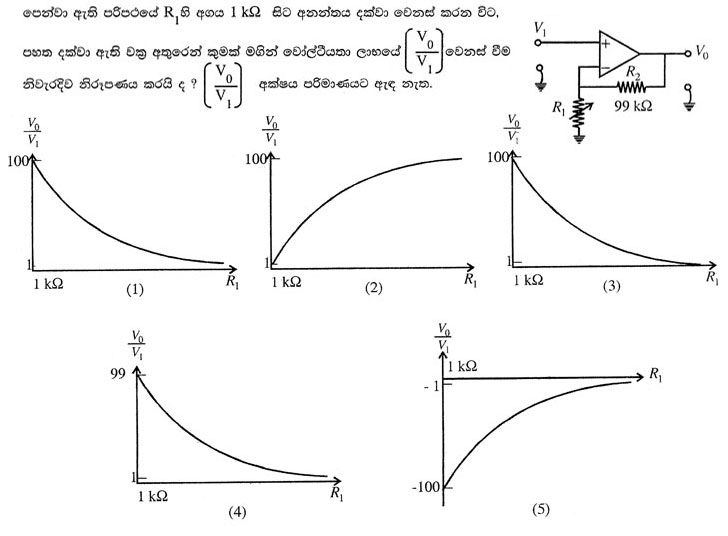 පෙන්වා ඇති පරිපථයේ R₁හි අගය 1 kΩ සිට අනන්තය දක්වා වෙනස් කරන විට,
පහත දක්වා ඇති වක්‍ර අතුරෙන් කුමක් මගින් වෝල්ටීයතා ලාභයේ (V₀/V₁) වෙනස් වීම
නිවැරදිව නිරූපණය කරයි ද ? (V₀/V₁) අක්ෂය පරිමාණයට ඇඳ නැත.
V₁
+
−
V₀
R₂
R₁
99 kΩ
V₀/V₁
100
1
1 kΩ
R₁
(1)
V₀/V₁
100
1
1 kΩ
R₁
(2)
V₀/V₁
100
1
1 kΩ
R₁
(3)
V₀/V₁
99
1
1 kΩ
R₁
(4)
V₀/V₁
1 kΩ
R₁
- 1
-100
(5)